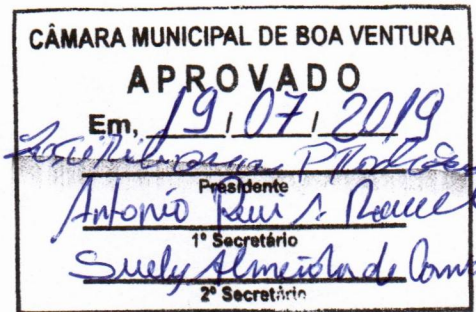 CÂMARA MUNICIPAL DE BOA VENTURA
APROVADO
Em, 19 / 07 / 2019
Presidente
Antonio
1º Secretário
Suely Almeida de
2º Secretário